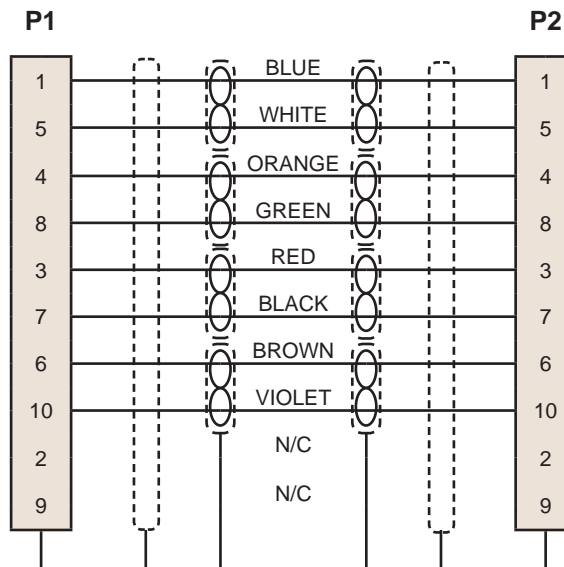 P1 P2
1 BLUE 1
5 WHITE 5
4 ORANGE 4
8 GREEN 8
3 RED 3
7 BLACK 7
6 BROWN 6
10 VIOLET 10
2 N/C 2
9 N/C 9